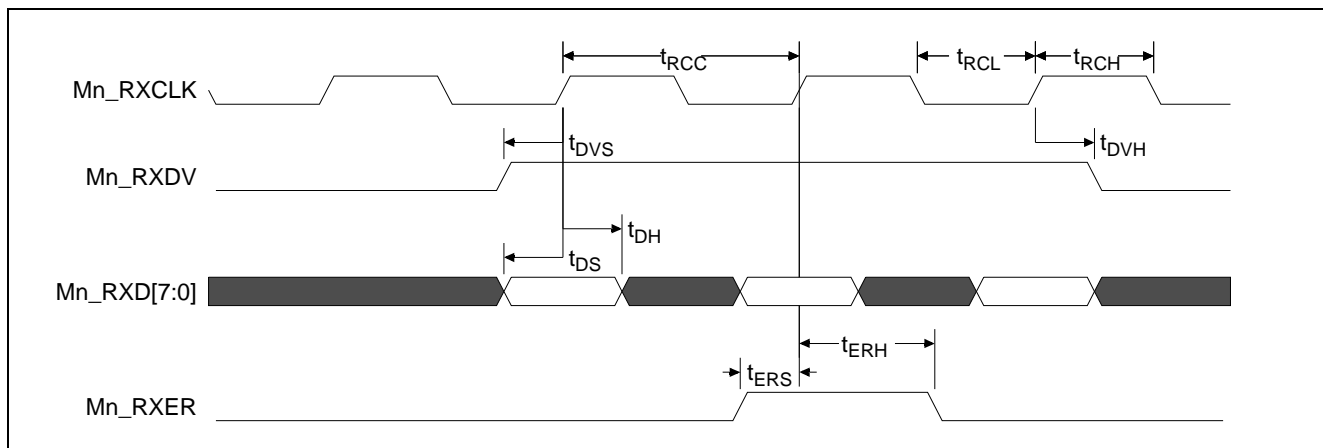 tRCC
tRCL
tRCH
Mn_RXCLK
tDVS
tDVH
Mn_RXDV
tDH
tDS
Mn_RXD[7:0]
tERH
tERS
Mn_RXER